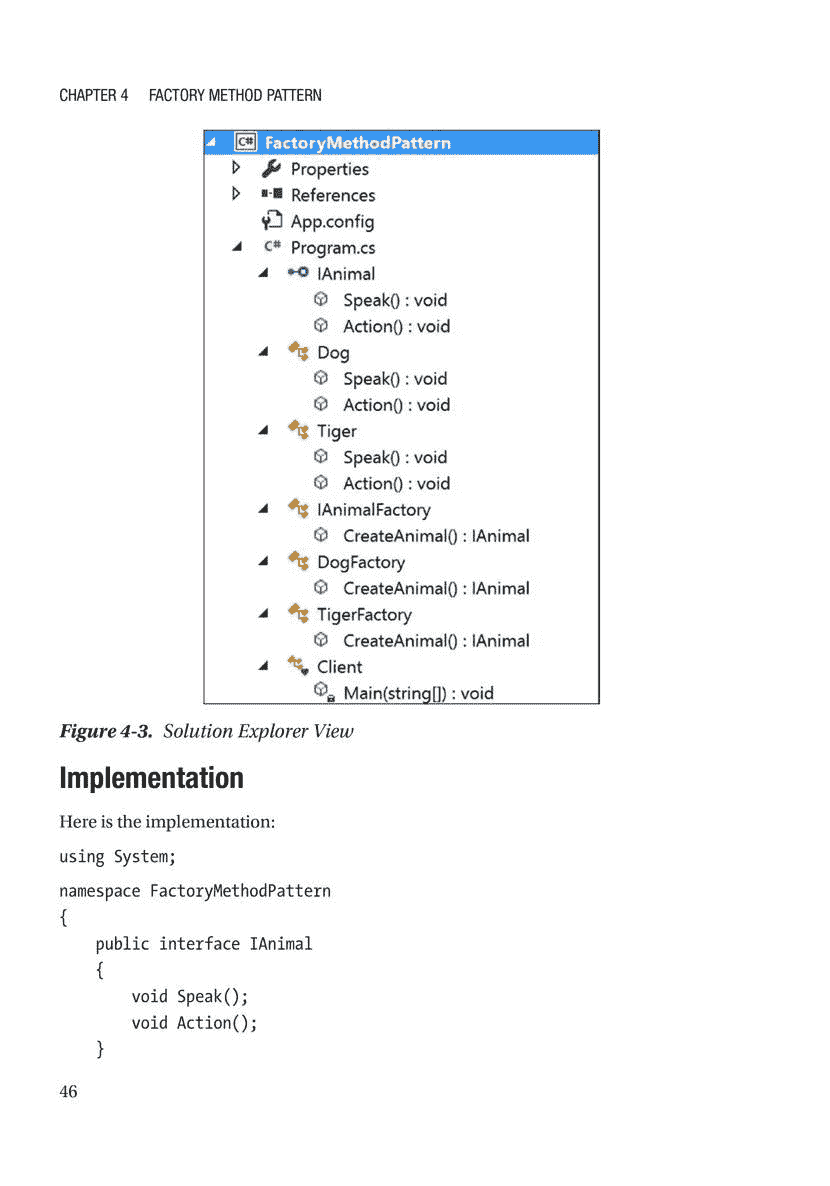 CHAPTER 4 FACTORY METHOD PATTERN
C# FactoryMethodPattern
Properties
References
App.config
C# Program.cs
IAnimal
Speak() : void
Action() : void
Dog
Speak() : void
Action() : void
Tiger
Speak() : void
Action() : void
IAnimalFactory
CreateAnimal() : IAnimal
DogFactory
CreateAnimal() : IAnimal
TigerFactory
CreateAnimal() : IAnimal
Client
Main(string[]) : void
Figure 4-3. Solution Explorer View
Implementation
Here is the implementation:
using System;
namespace FactoryMethodPattern
{
public interface IAnimal
{
void Speak();
void Action();
}
46